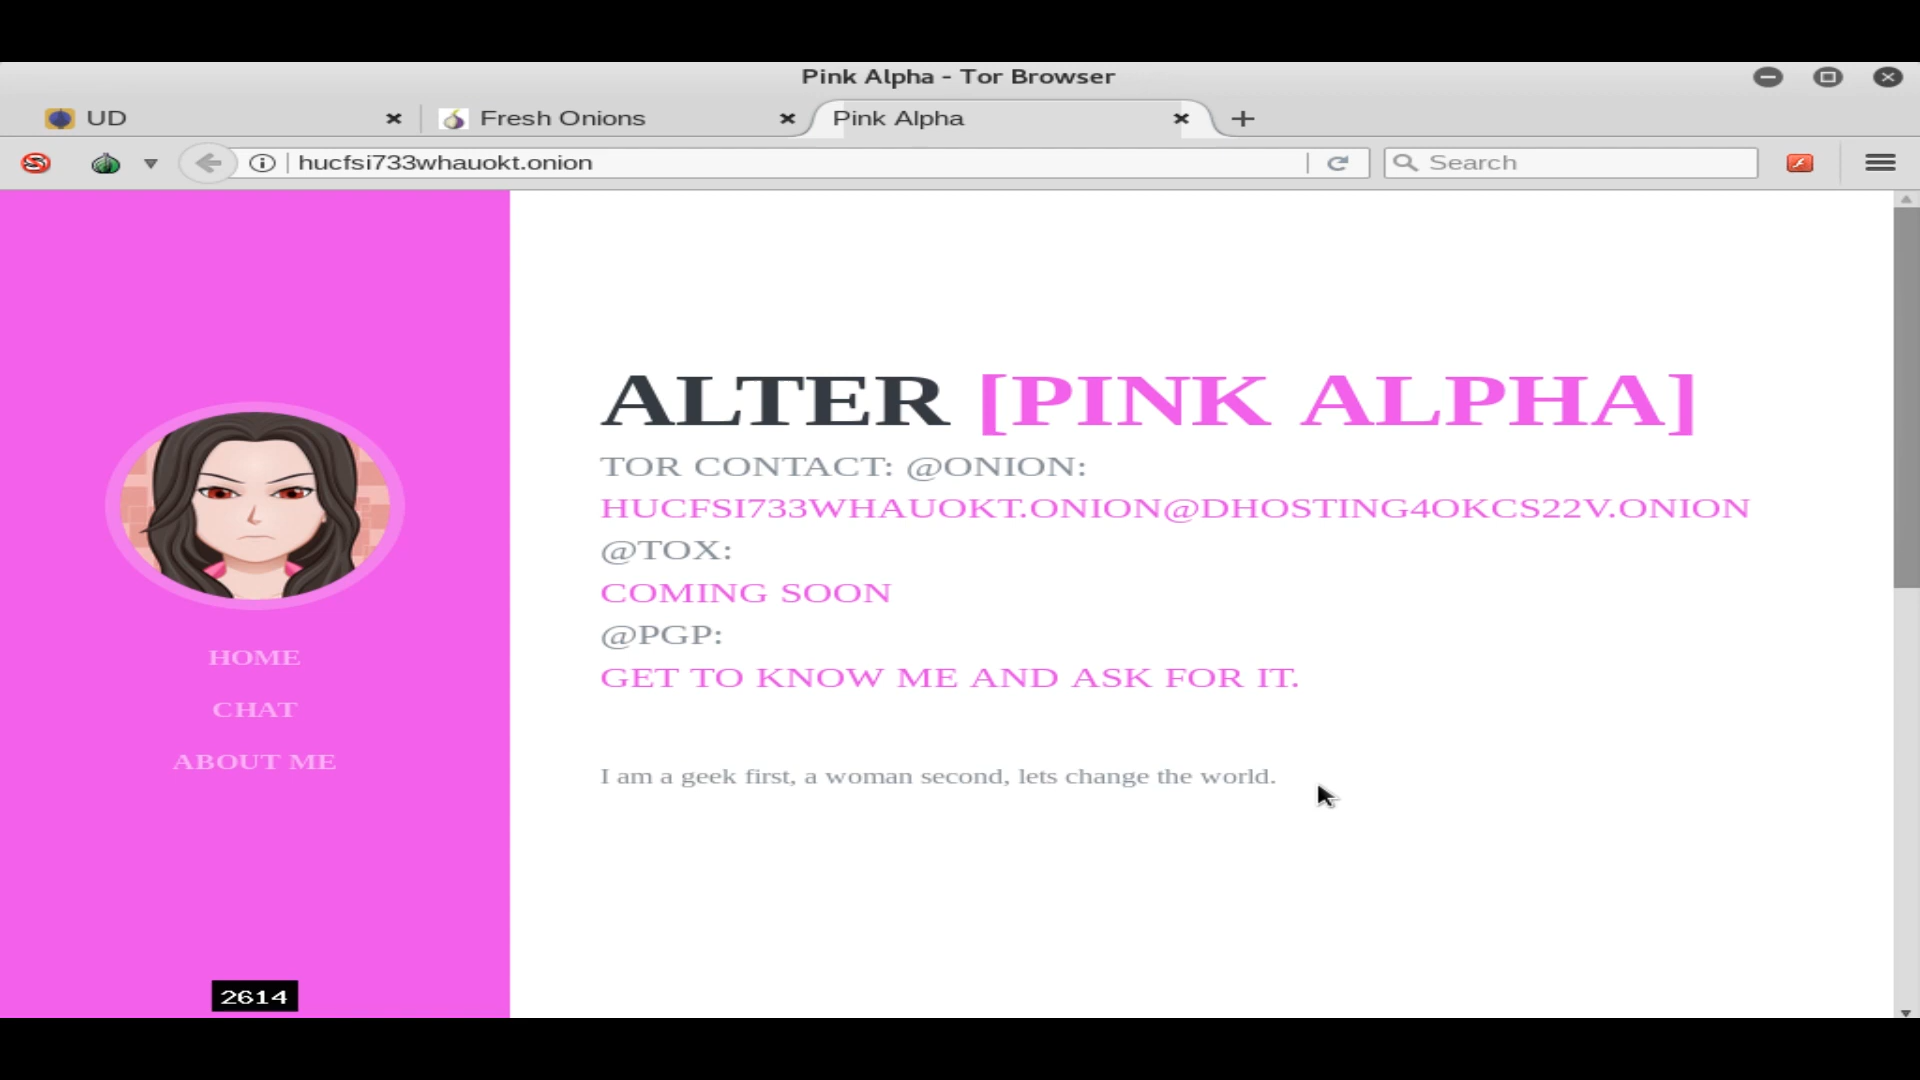 Pink Alpha - Tor Browser
UD
Fresh Onions
Pink Alpha
hucfsi733whauokt.onion
Search
HOME
CHAT
ABOUT ME
2614
ALTER [PINK ALPHA]
TOR CONTACT: @ONION:
HUCFSI733WHAUOKT.ONION@DHOSTING4OKCS22V.ONION
@TOX:
COMING SOON
@PGP:
GET TO KNOW ME AND ASK FOR IT.
I am a geek first, a woman second, lets change the world.